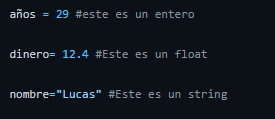 años = 29 #este es un entero
dinero= 12.4 #Este es un float
nombre="Lucas" #Este es un string